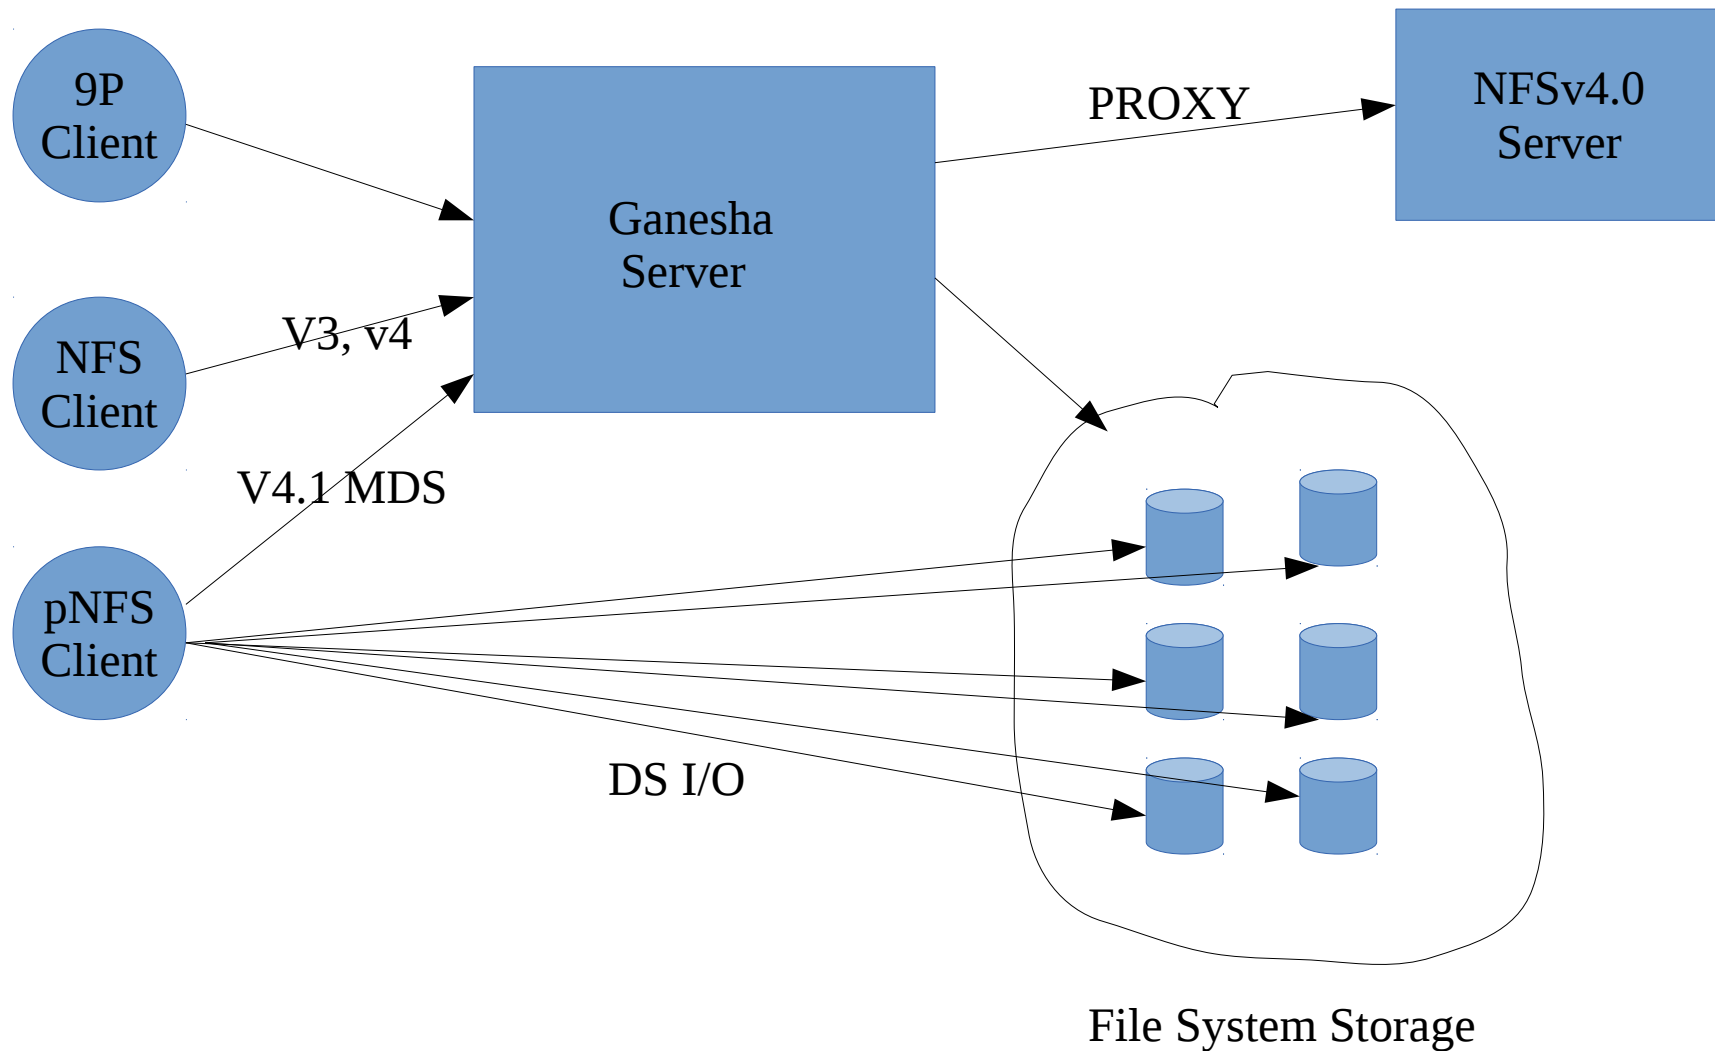 9P
Client
Ganesha
Server
PROXY
NFSv4.0
Server
NFS
Client
V3, v4
V4.1 MDS
pNFS
Client
DS I/O
File System Storage